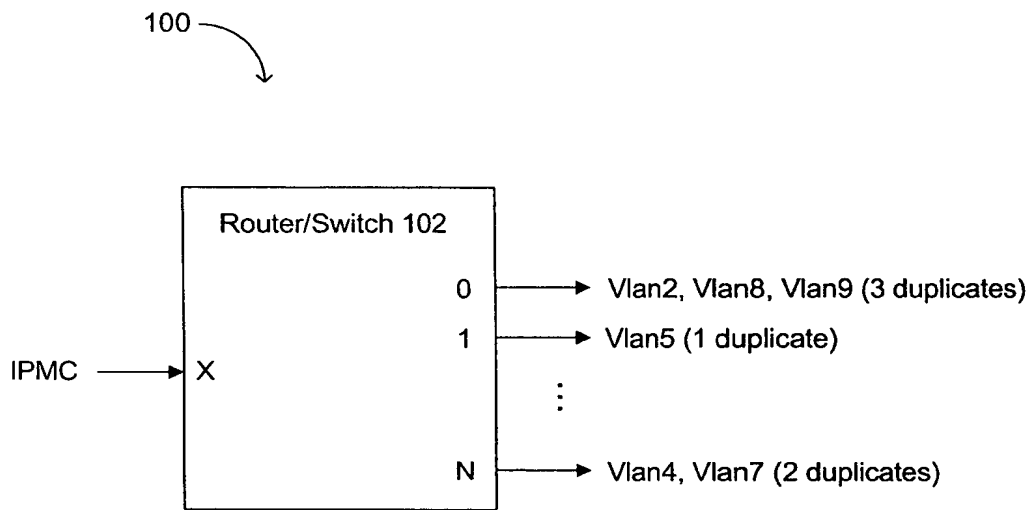 100
Router/Switch 102
0 Vlan2, Vlan8, Vlan9 (3 duplicates)
1 Vlan5 (1 duplicate)
IPMC X
N Vlan4, Vlan7 (2 duplicates)